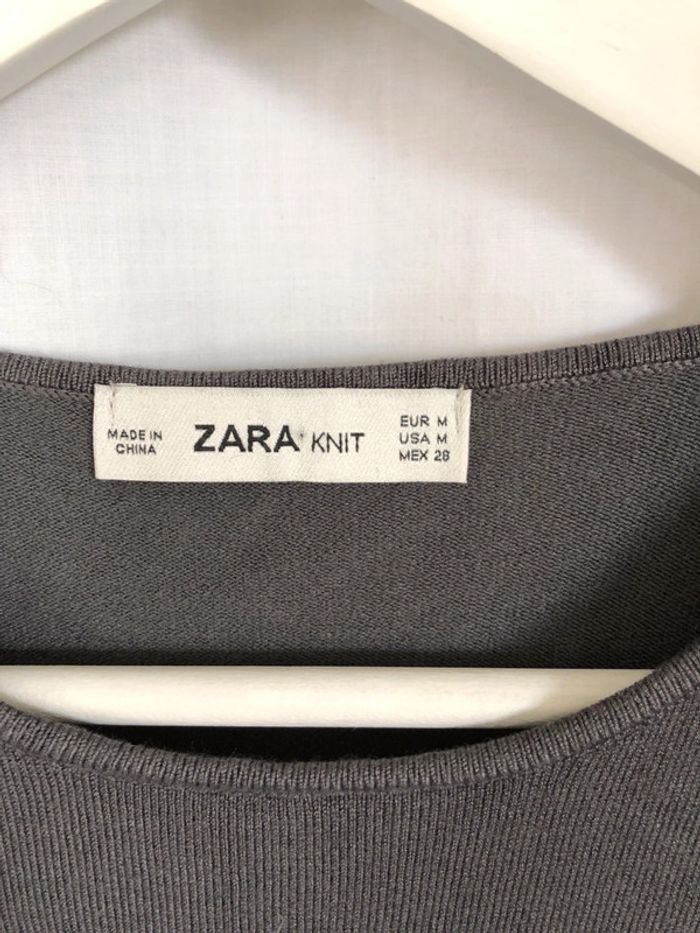 MADE IN
CHINA
ZARA KNIT
EUR M
USA M
MEX 28